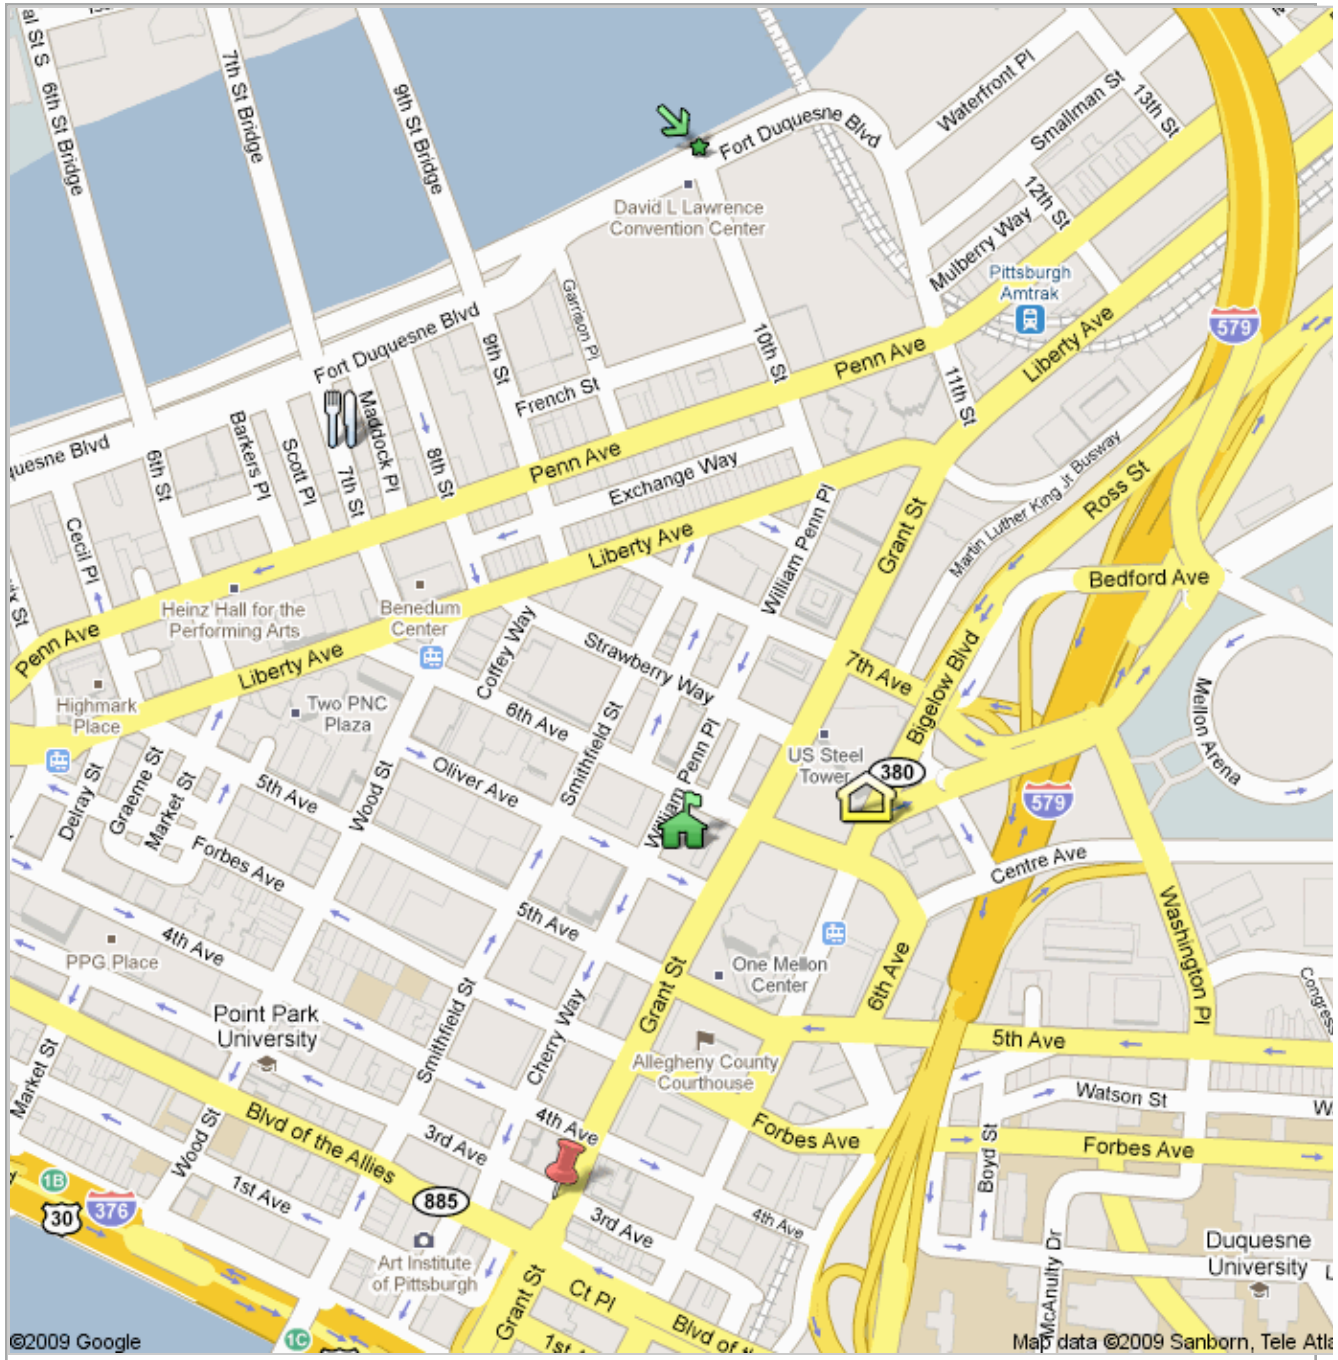 al St S
6th St Bridge
7th St Bridge
9th St Bridge
Fort Duquesne Blvd
Waterfront Pl
Smallman St
13th St
12th St
Mulberry Way
David L Lawrence
Convention Center
Pittsburgh
Amtrak
579
Garrison Pl
Fort Duquesne Blvd
9th St
10th St
Penn Ave
Liberty Ave
11th St
French St
quesne Blvd
Barkers Pl
Scott Pl
7th St
Maddock Pl
8th St
6th St
Penn Ave
Exchange Way
Liberty Ave
William Penn Pl
Grant St
Martin Luther King Jr Busway
Ross St
Cecil Pl
Bedford Ave
Heinz Hall for the
Performing Arts
Benedum
Center
Penn Ave
Liberty Ave
Coffey Way
Strawberry Way
7th Ave
Bigelow Blvd
Mellon Arena
Highmark
Place
Two PNC
Plaza
6th Ave
Smithfield St
William Penn Pl
US Steel
Tower
380
579
Oliver Ave
5th Ave
Wood St
Delray St
Graeme St
Market St
Forbes Ave
Centre Ave
Washington Pl
5th Ave
4th Ave
PPG Place
One Mellon
Center
6th Ave
Grant St
Congress
Point Park
University
Smithfield St
Cherry Way
5th Ave
Allegheny County
Courthouse
Market St
Watson St
W
Blvd of the Allies
Wood St
3rd Ave
4th Ave
Forbes Ave
Forbes Ave
Boyd St
1B
30
376
1st Ave
885
3rd Ave
4th Ave
Art Institute
of Pittsburgh
Duquesne
University
McAnulty Dr
Grant St
Ct Pl
Blvd of th
1st A
1C
©2009 Google
Map data ©2009 Sanborn, Tele Atla